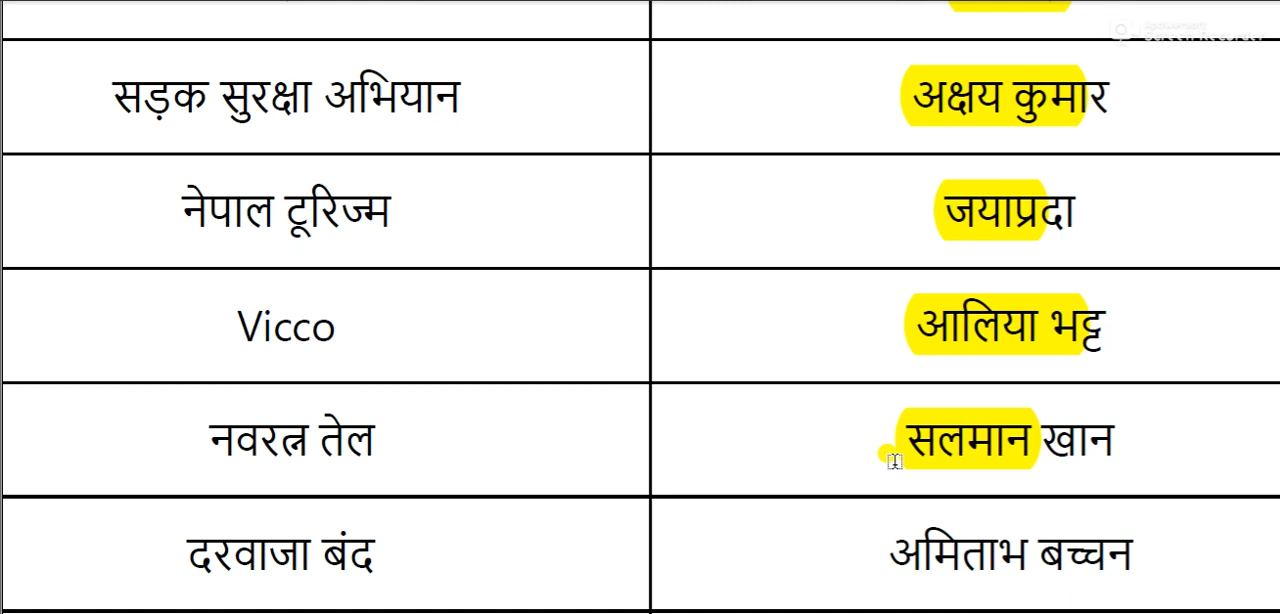 सड़क सुरक्षा अभियान अक्षय कुमार
नेपाल टूरिज्म जयाप्रदा
Vicco आलिया भट्ट
नवरत्न तेल सलमान खान
दरवाजा बंद अमिताभ बच्चन